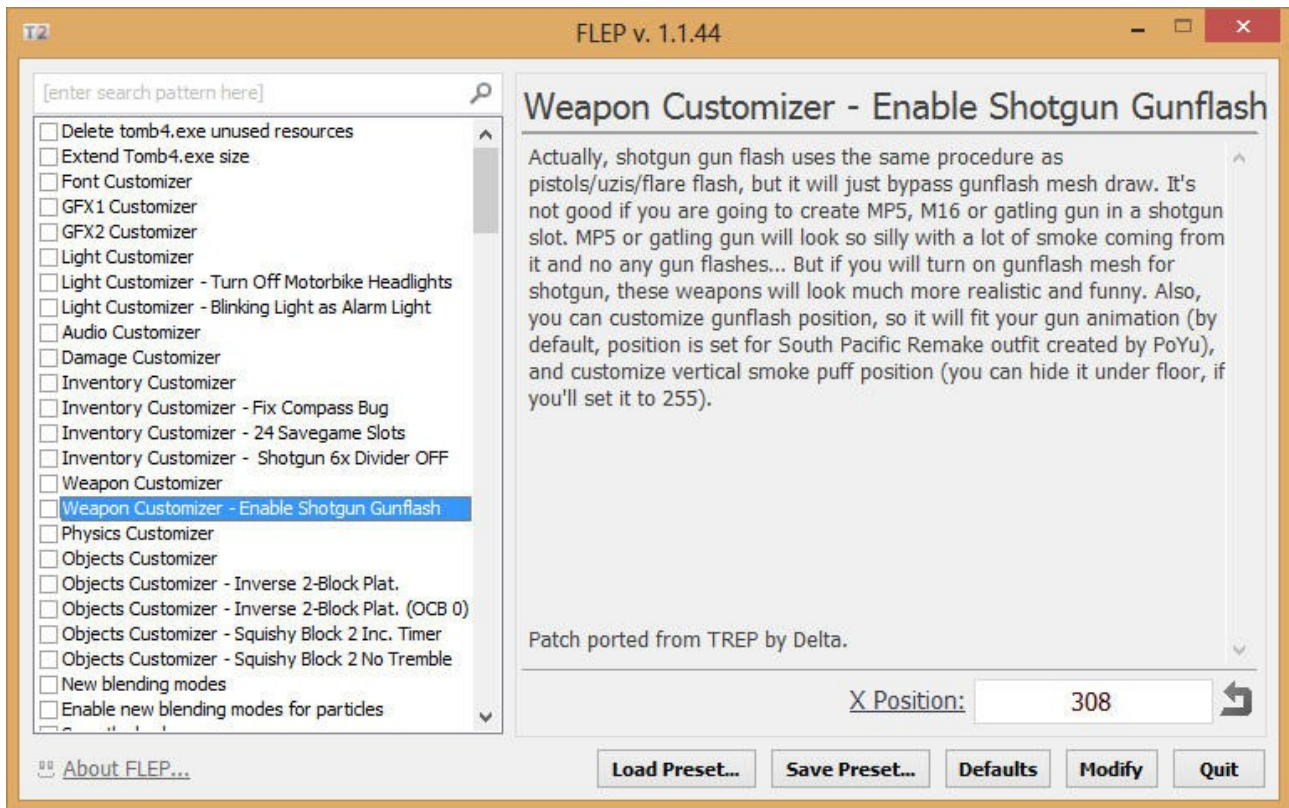 T2
FLEP v. 1.1.44
[enter search pattern here]
Delete tomb4.exe unused resources
Extend Tomb4.exe size
Font Customizer
GFX1 Customizer
GFX2 Customizer
Light Customizer
Light Customizer - Turn Off Motorbike Headlights
Light Customizer - Blinking Light as Alarm Light
Audio Customizer
Damage Customizer
Inventory Customizer
Inventory Customizer - Fix Compass Bug
Inventory Customizer - 24 Savegame Slots
Inventory Customizer -  Shotgun 6x Divider OFF
Weapon Customizer
Weapon Customizer - Enable Shotgun Gunflash
Physics Customizer
Objects Customizer
Objects Customizer - Inverse 2-Block Plat.
Objects Customizer - Inverse 2-Block Plat. (OCB 0)
Objects Customizer - Squishy Block 2 Inc. Timer
Objects Customizer - Squishy Block 2 No Tremble
New blending modes
Enable new blending modes for particles
Weapon Customizer - Enable Shotgun Gunflash
Actually, shotgun gun flash uses the same procedure as
pistols/uzis/flare flash, but it will just bypass gunflash mesh draw. It's
not good if you are going to create MP5, M16 or gatling gun in a shotgun
slot. MP5 or gatling gun will look so silly with a lot of smoke coming from
it and no any gun flashes... But if you will turn on gunflash mesh for
shotgun, these weapons will look much more realistic and funny. Also,
you can customize gunflash position, so it will fit your gun animation (by
default, position is set for South Pacific Remake outfit created by PoYu),
and customize vertical smoke puff position (you can hide it under floor, if
you'll set it to 255).
Patch ported from TREP by Delta.
X Position:
308
About FLEP...
Load Preset...
Save Preset...
Defaults
Modify
Quit